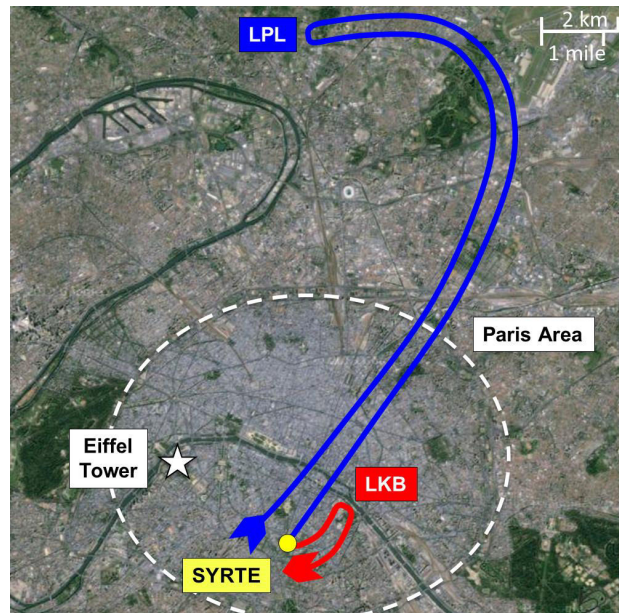 LPL
2 km
1 mile
Paris Area
Eiffel
Tower
LKB
SYRTE